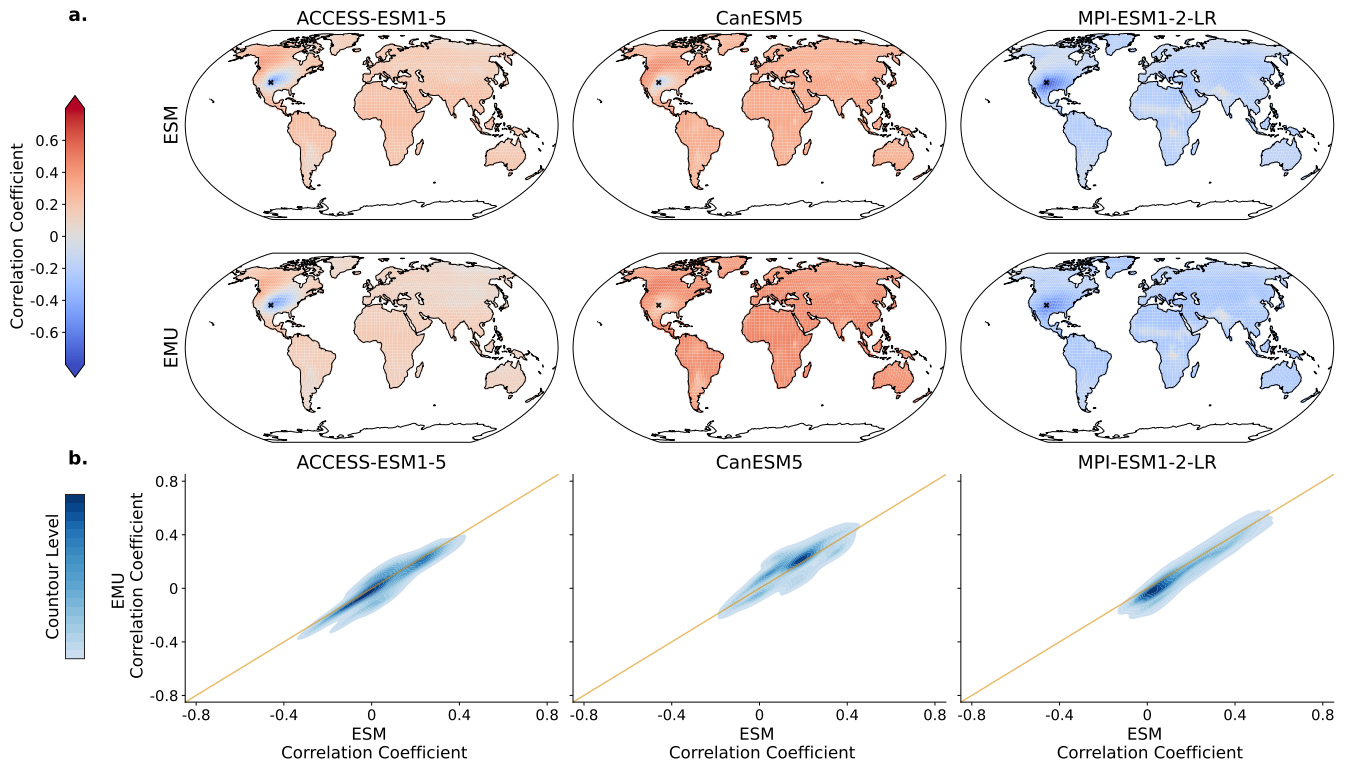 a.
ACCESS-ESM1-5
CanESM5
MPI-ESM1-2-LR
ESM
EMU
Correlation Coefficient
0.6
0.4
0.2
0
-0.2
-0.4
-0.6
b.
ACCESS-ESM1-5
CanESM5
MPI-ESM1-2-LR
Countour Level
EMU
Correlation Coefficient
0.8
0.4
0
-0.4
-0.8
-0.8 -0.4 0 0.4 0.8
-0.8 -0.4 0 0.4 0.8
-0.8 -0.4 0 0.4 0.8
ESM
Correlation Coefficient
ESM
Correlation Coefficient
ESM
Correlation Coefficient